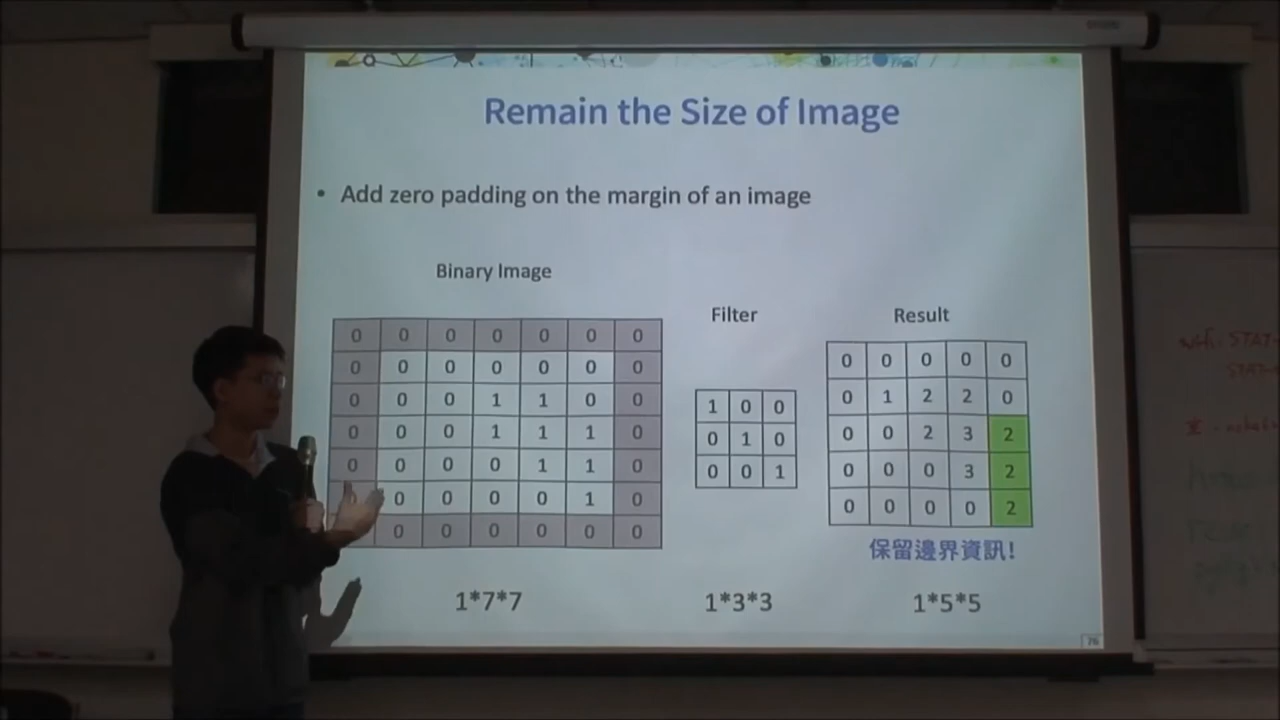 Remain the Size of Image
• Add zero padding on the margin of an image
Binary Image
Filter
Result
0 0 0 0 0 0 0
0 0 0 0 0 0 0
0 0 0 1 1 0 0
0 0 0 1 1 1 0
0 0 0 0 1 1 0
0 0 0 0 1 0
0 0 0 0 0 0
1 0 0
0 1 0
0 0 1
0 0 0 0 0
0 1 2 2 0
0 0 2 3 2
0 0 0 3 2
0 0 0 0 2
保留邊界資訊!
1*7*7
1*3*3
1*5*5
76